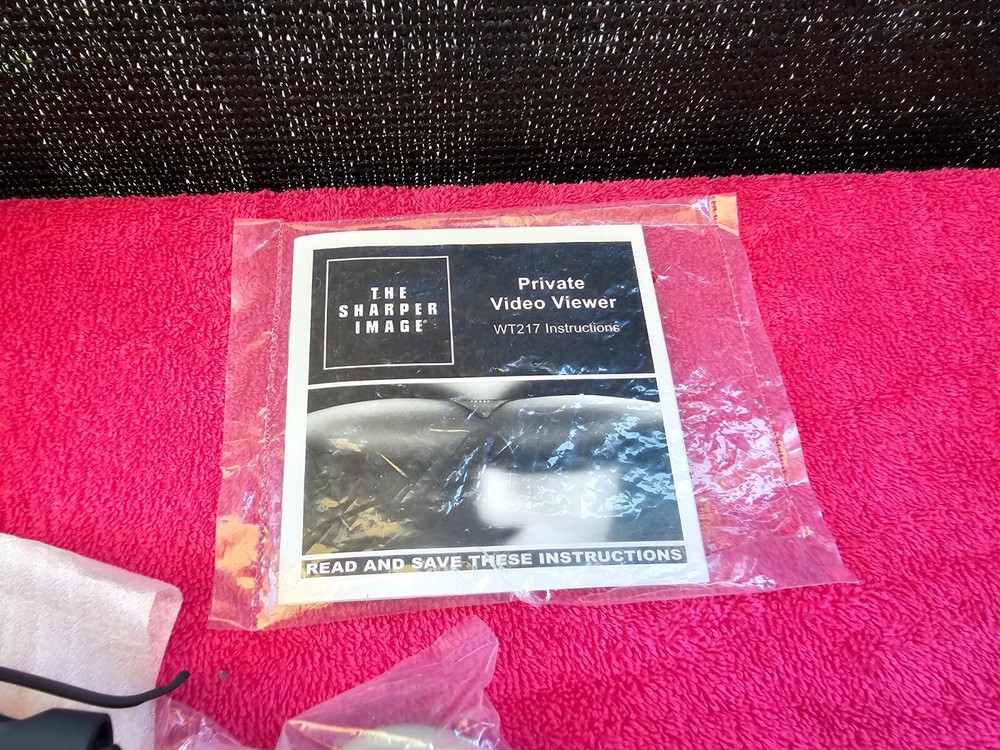 THE
SHARPER
IMAGE®
Private
Video Viewer
WT217 Instructions
READ AND SAVE THESE INSTRUCTIONS